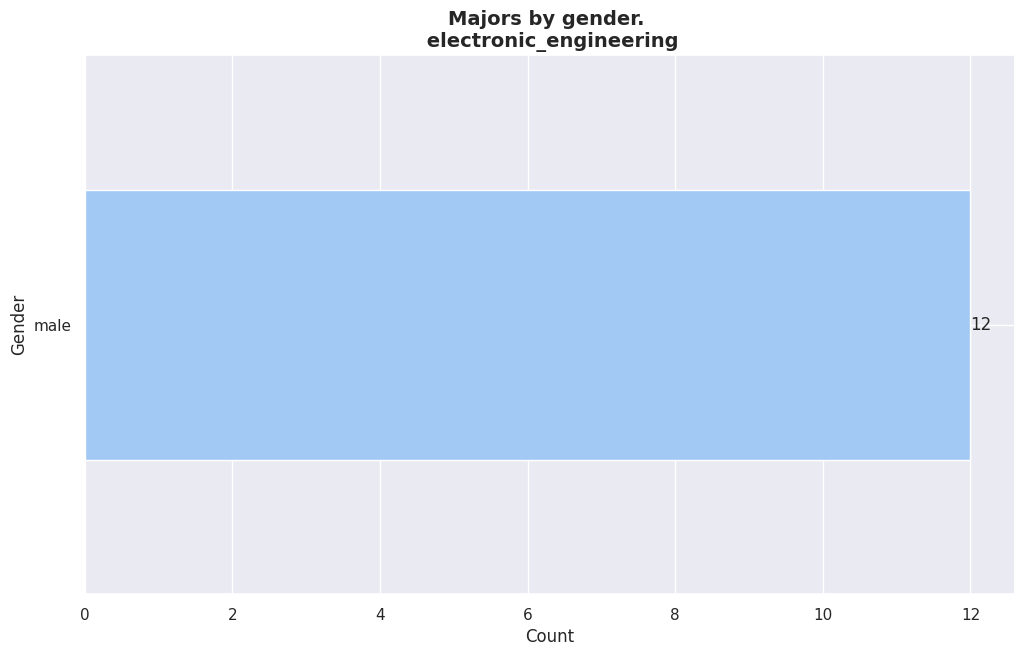 Majors by gender.
electronic_engineering
Gender
male
12
0 2 4 6 8 10 12
Count